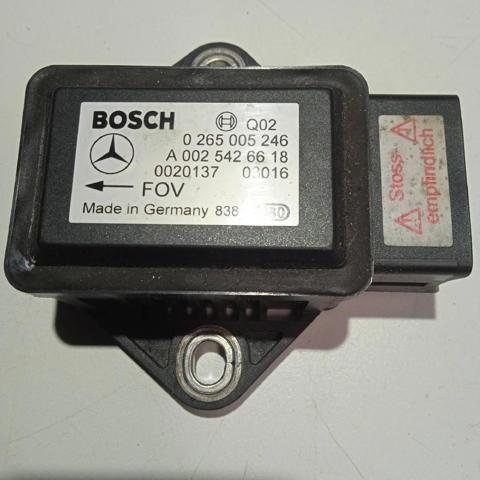 BOSCH Q02
0 265 005 246
A 002 542 66 18
0020137 03016
FOV
Made in Germany 838
Stoss-
empfindlich